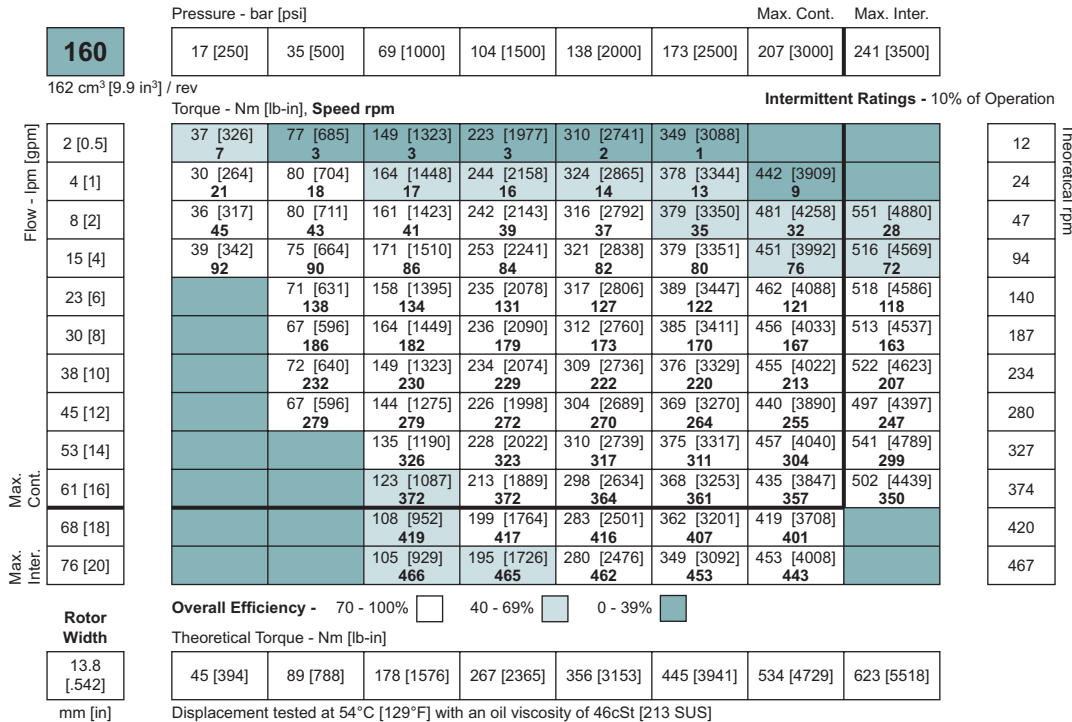 Pressure - bar [psi] Max. Cont. Max. Inter.
160 17 [250] 35 [500] 69 [1000] 104 [1500] 138 [2000] 173 [2500] 207 [3000] 241 [3500]
162 cm³ [9.9 in³] / rev
Torque - Nm [lb-in], Speed rpm Intermittent Ratings - 10% of Operation
Flow - lpm [gpm]
Theoretical rpm
2 [0.5] 37 [326] 77 [685] 149 [1323] 223 [1977] 310 [2741] 349 [3088] 12
7 3 3 3 2 1
4 [1] 30 [264] 80 [704] 164 [1448] 244 [2158] 324 [2865] 378 [3344] 442 [3909] 24
21 18 17 16 14 13 9
8 [2] 36 [317] 80 [711] 161 [1423] 242 [2143] 316 [2792] 379 [3350] 481 [4258] 551 [4880] 47
45 43 41 39 37 35 32 28
15 [4] 39 [342] 75 [664] 171 [1510] 253 [2241] 321 [2838] 379 [3351] 451 [3992] 516 [4569] 94
92 90 86 84 82 80 76 72
23 [6] 71 [631] 158 [1395] 235 [2078] 317 [2806] 389 [3447] 462 [4088] 518 [4586] 140
138 134 131 127 122 121 118
30 [8] 67 [596] 164 [1449] 236 [2090] 312 [2760] 385 [3411] 456 [4033] 513 [4537] 187
186 182 179 173 170 167 163
38 [10] 72 [640] 149 [1323] 234 [2074] 309 [2736] 376 [3329] 455 [4022] 522 [4623] 234
232 230 229 222 220 213 207
45 [12] 67 [596] 144 [1275] 226 [1998] 304 [2689] 369 [3270] 440 [3890] 497 [4397] 280
279 279 272 270 264 255 247
53 [14] 135 [1190] 228 [2022] 310 [2739] 375 [3317] 457 [4040] 541 [4789] 327
326 323 317 311 304 299
Max. Cont.
61 [16] 123 [1087] 213 [1889] 298 [2634] 368 [3253] 435 [3847] 502 [4439] 374
372 372 364 361 357 350
68 [18] 108 [952] 199 [1764] 283 [2501] 362 [3201] 419 [3708] 420
419 417 416 407 401
Max. Inter.
76 [20] 105 [929] 195 [1726] 280 [2476] 349 [3092] 453 [4008] 467
466 465 462 453 443
Overall Efficiency - 70 - 100% 40 - 69% 0 - 39%
Rotor
Width
Theoretical Torque - Nm [lb-in]
13.8
[.542]
45 [394] 89 [788] 178 [1576] 267 [2365] 356 [3153] 445 [3941] 534 [4729] 623 [5518]
mm [in] Displacement tested at 54°C [129°F] with an oil viscosity of 46cSt [213 SUS]